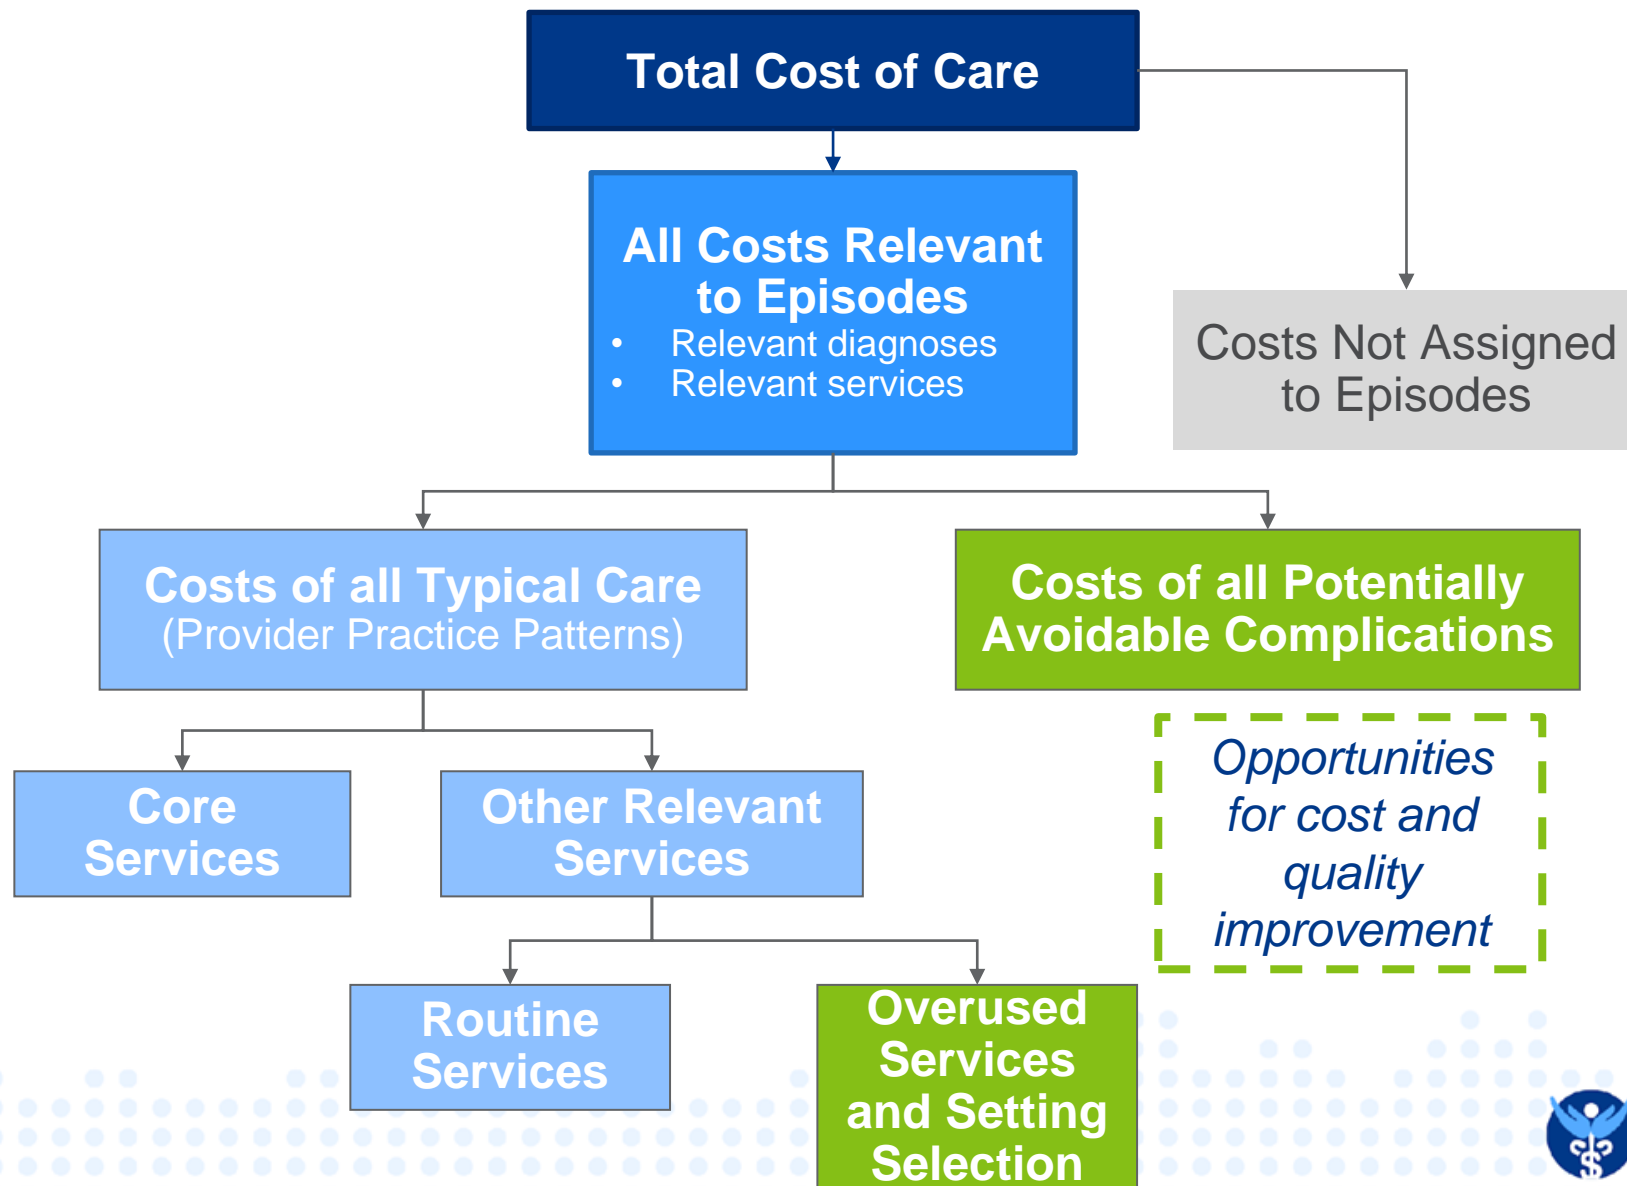 Total Cost of Care
All Costs Relevant
to Episodes
• Relevant diagnoses
• Relevant services
Costs Not Assigned
to Episodes
Costs of all Typical Care
(Provider Practice Patterns)
Costs of all Potentially
Avoidable Complications
Core
Services
Other Relevant
Services
Opportunities
for cost and
quality
improvement
Routine
Services
Overused
Services
and Setting
Selection